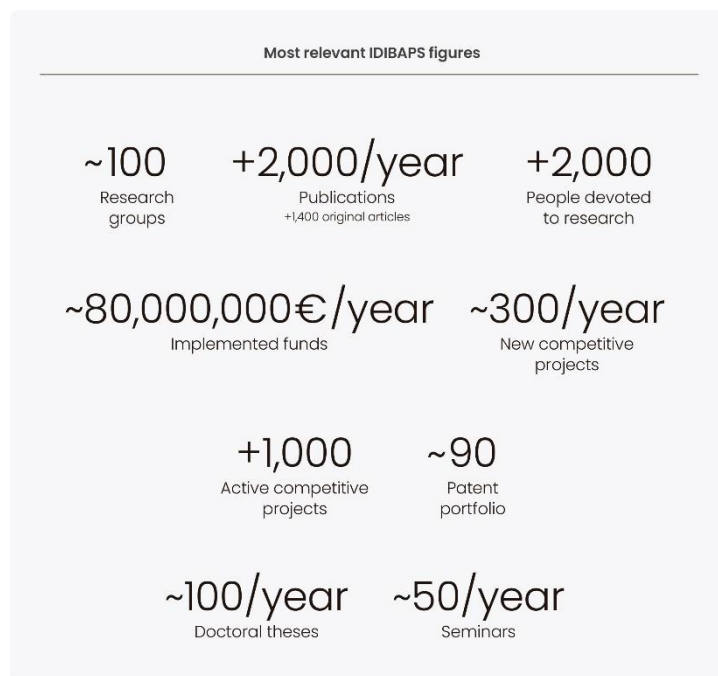 Most relevant IDIBAPS figures
~100
Research
groups
+2,000/year
Publications
+1,400 original articles
+2,000
People devoted
to research
~80,000,000€/year
Implemented funds
~300/year
New competitive
projects
+1,000
Active competitive
projects
~90
Patent
portfolio
~100/year
Doctoral theses
~50/year
Seminars